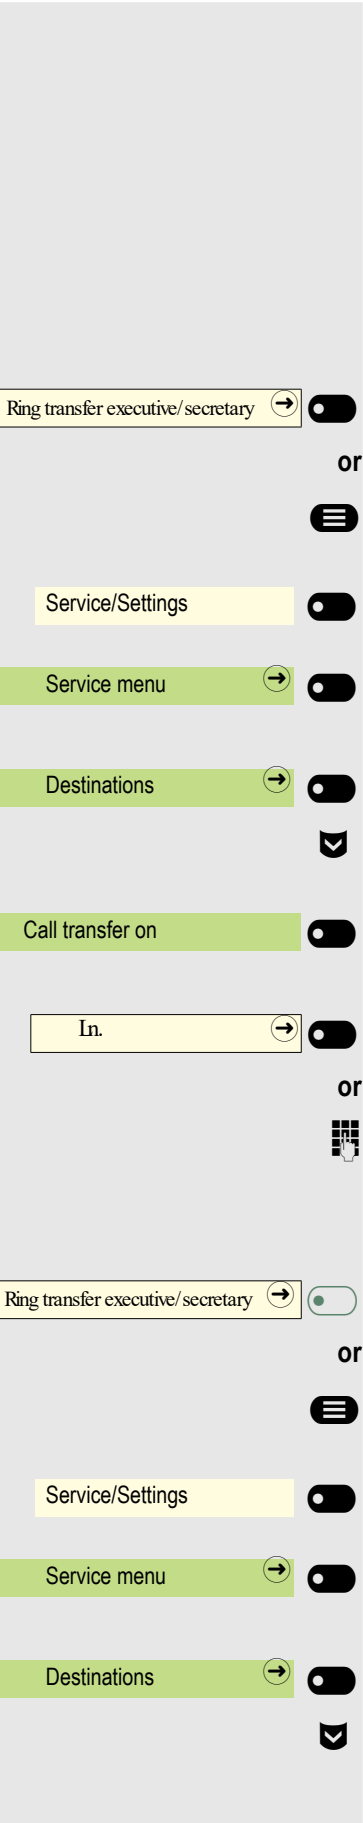 Ring transfer executive/secretary
or
Service/Settings
Service menu
Destinations
Call transfer on
Ln.
or
Ring transfer executive/secretary
or
Service/Settings
Service menu
Destinations